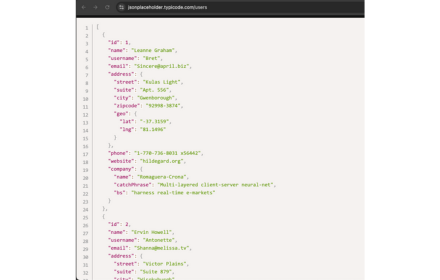 jsonplaceholder.typicode.com/users
1 [
2 {
3 "id": 1,
4 "name": "Leanne Graham",
5 "username": "Bret",
6 "email": "Sincere@april.biz",
7 "address": {
8 "street": "Kulas Light",
9 "suite": "Apt. 556",
10 "city": "Gwenborough",
11 "zipcode": "92998-3874",
12 "geo": {
13 "lat": "-37.3159",
14 "lng": "81.1496"
15 }
16 },
17 "phone": "1-770-736-8031 x56442",
18 "website": "hildegard.org",
19 "company": {
20 "name": "Romaguera-Crona",
21 "catchPhrase": "Multi-layered client-server neural-net",
22 "bs": "harness real-time e-markets"
23 }
24 },
25 {
26 "id": 2,
27 "name": "Ervin Howell",
28 "username": "Antonette",
29 "email": "Shanna@melissa.tv",
30 "address": {
31 "street": "Victor Plains",
32 "suite": "Suite 879",